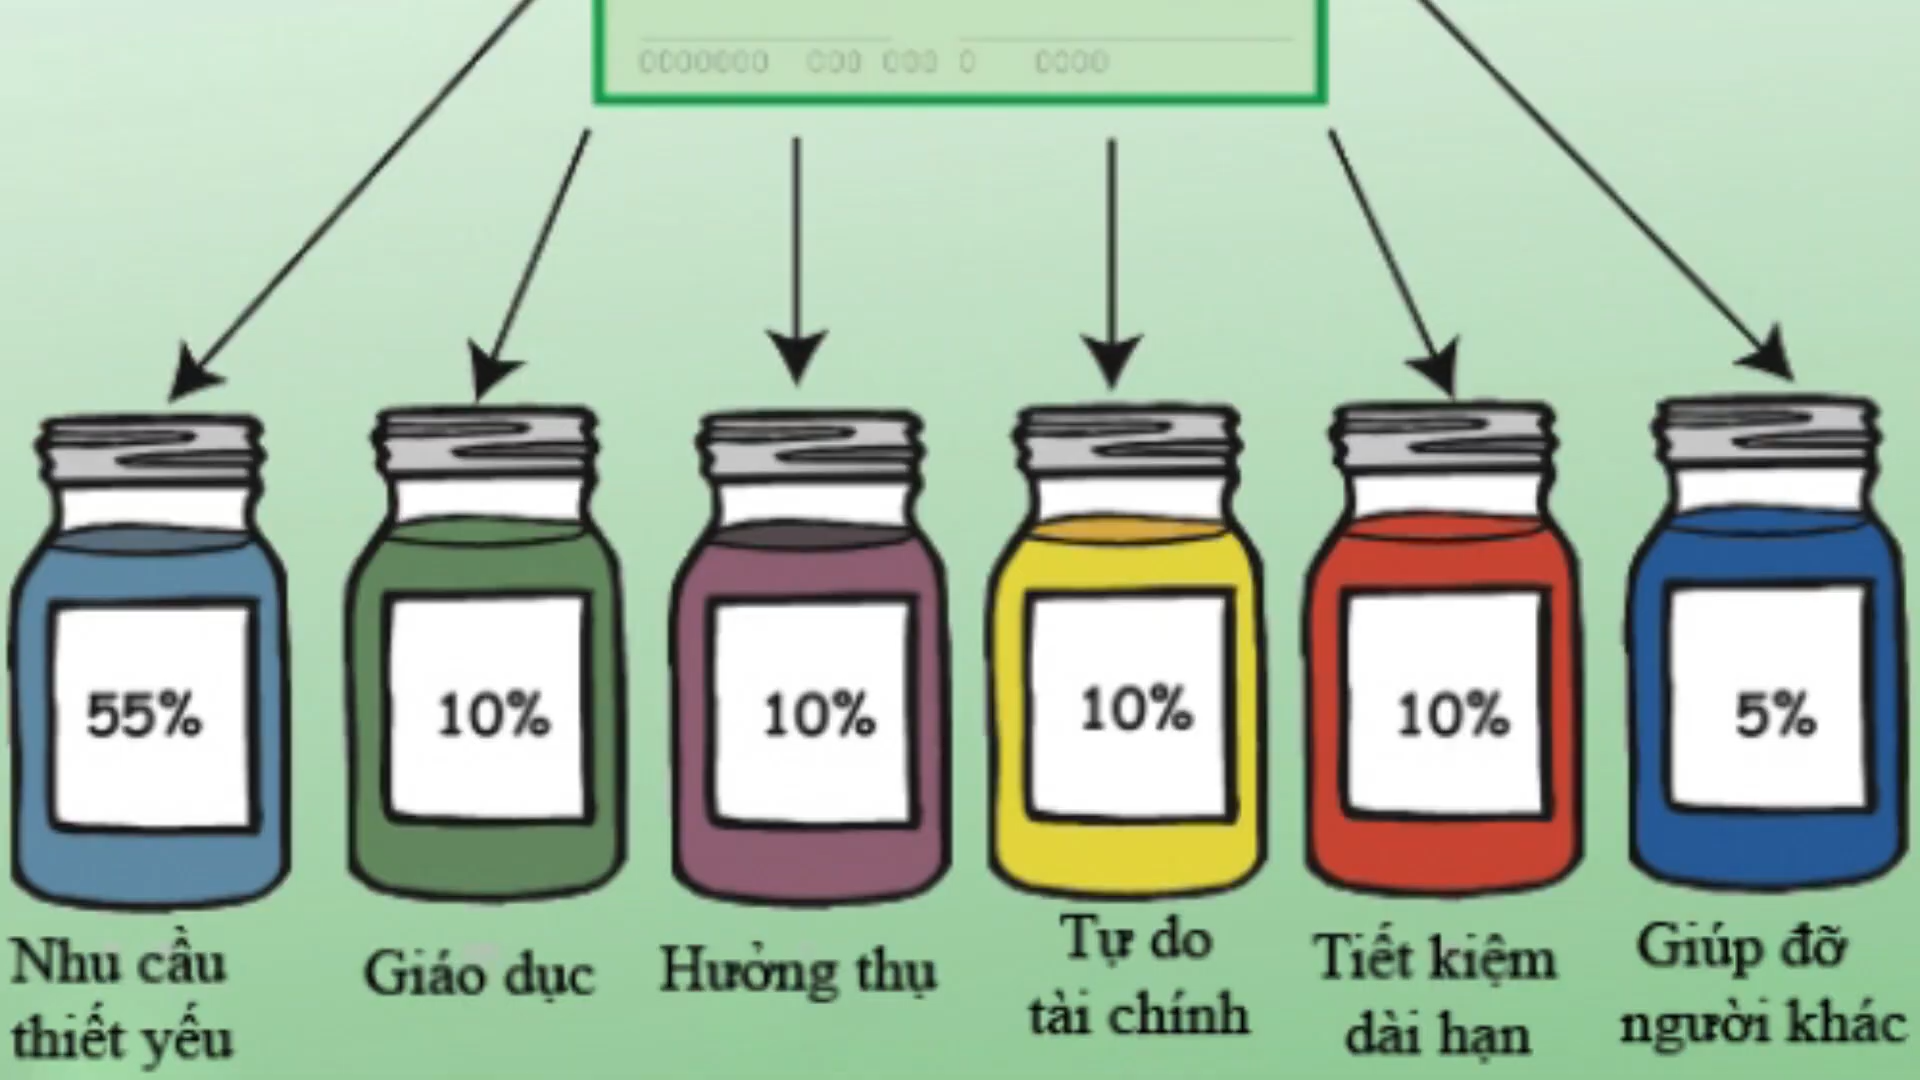 0000000 000 000 0 0000
55%
10%
10%
10%
10%
5%
Nhu cầu
thiết yếu
Giáo dục
Hưởng thụ
Tự do
tài chính
Tiết kiệm
dài hạn
Giúp đỡ
người khác